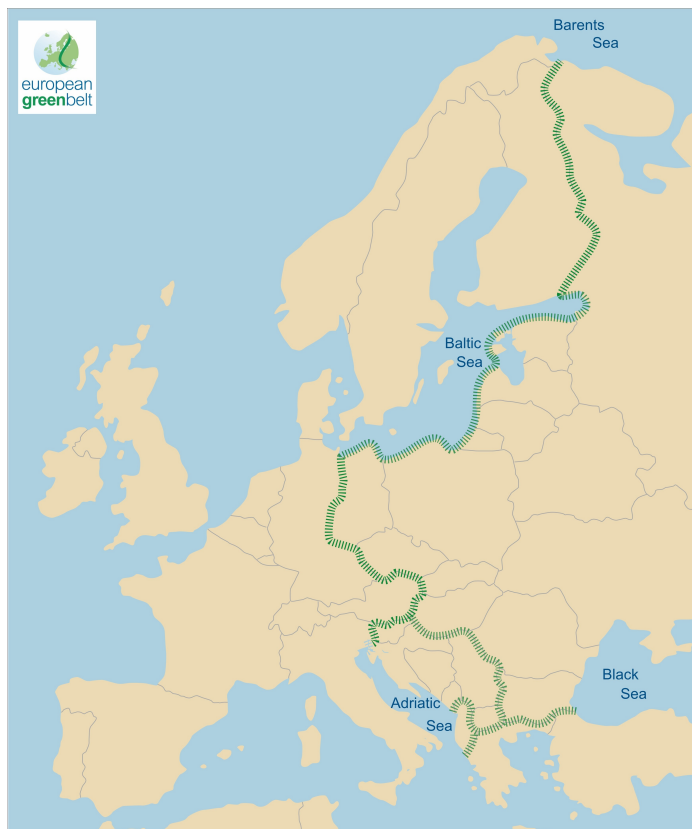 Barents
Sea
european
greenbelt
Baltic
Sea
Black
Sea
Adriatic
Sea